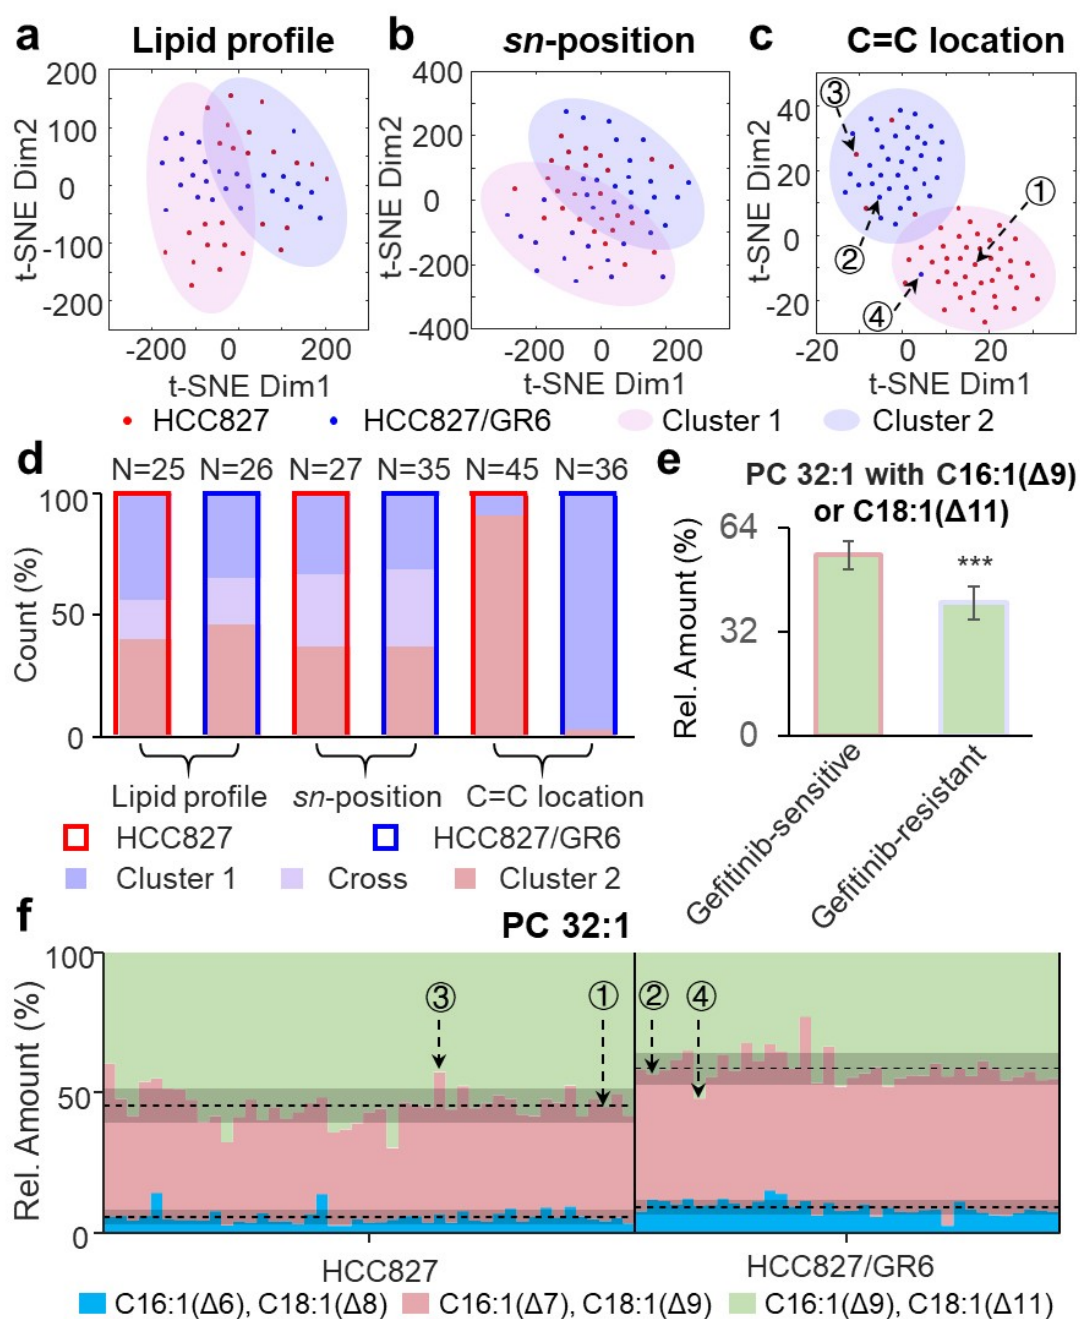 a Lipid profile
200
100
0
-100
-200
t-SNE Dim2
-200 0 200
t-SNE Dim1
b sn-position
400
200
0
-200
-400
t-SNE Dim2
-200 0 200
t-SNE Dim1
c C=C location
40
20
0
-20
t-SNE Dim2
-20 0 20
t-SNE Dim1
③
①
②
④
HCC827 HCC827/GR6 Cluster 1 Cluster 2
d
N=25 N=26 N=27 N=35 N=45 N=36
100
50
0
Count (%)
Lipid profile sn-position C=C location
HCC827 HCC827/GR6
Cluster 1 Cross Cluster 2
e
PC 32:1 with C16:1(Δ9)
or C18:1(Δ11)
64
32
0
Rel. Amount (%)
***
Gefitinib-sensitive
Gefitinib-resistant
f
PC 32:1
100
50
0
Rel. Amount (%)
③ ① ② ④
HCC827 HCC827/GR6
C16:1(Δ6), C18:1(Δ8) C16:1(Δ7), C18:1(Δ9) C16:1(Δ9), C18:1(Δ11)